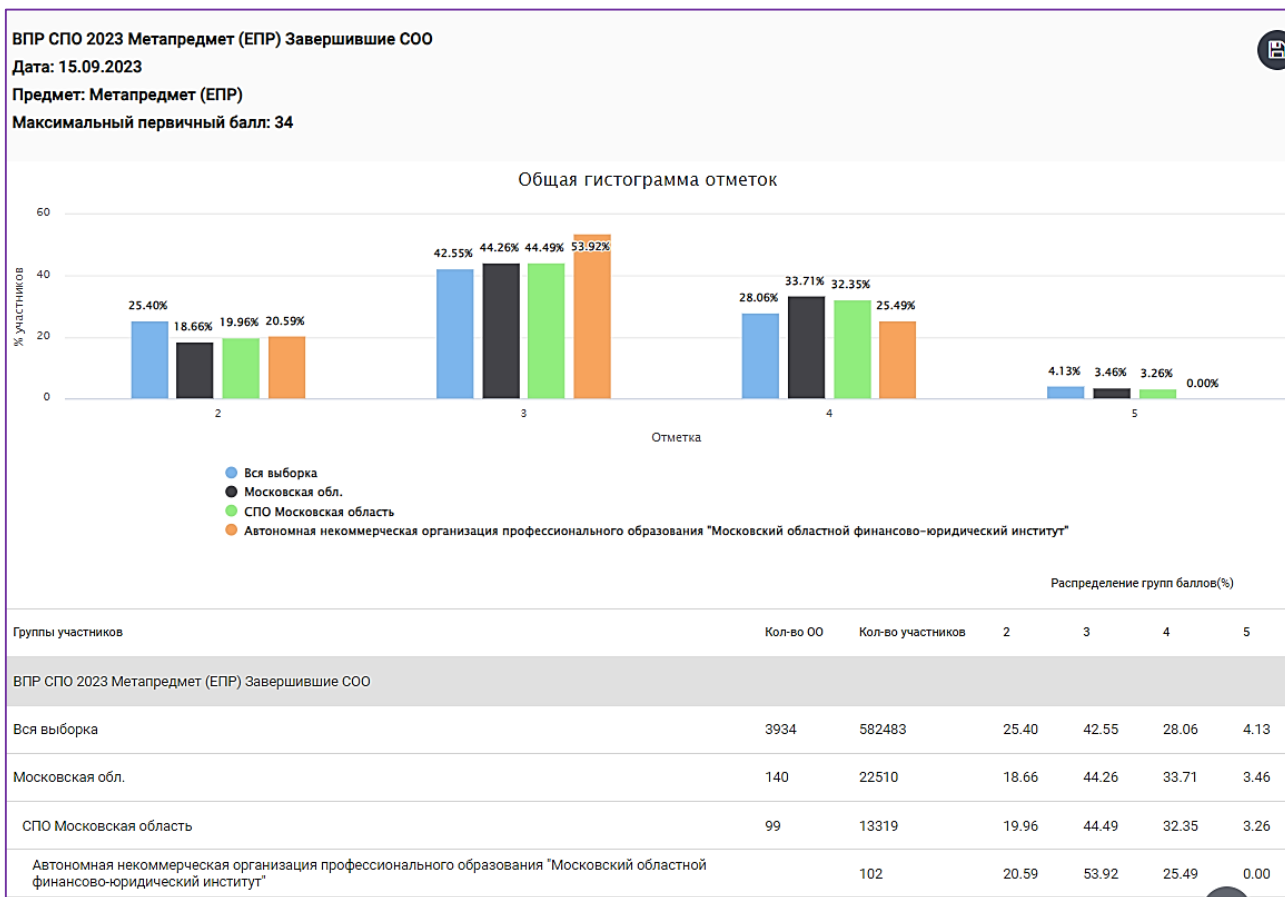 ВПР СПО 2023 Метапредмет (ЕПР) Завершившие СОО
Дата: 15.09.2023
Предмет: Метапредмет (ЕПР)
Максимальный первичный балл: 34
Общая гистограмма отметок
% участников
60
40
20
0
25.40% 18.66% 19.96% 20.59%
42.55% 44.26% 44.49% 53.92%
28.06% 33.71% 32.35% 25.49%
4.13% 3.46% 3.26% 0.00%
2 3 4 5
Отметка
Вся выборка
Московская обл.
СПО Московская область
Автономная некоммерческая организация профессионального образования "Московский областной финансово-юридический институт"
Распределение групп баллов(%)
Группы участников Кол-во ОО Кол-во участников 2 3 4 5
ВПР СПО 2023 Метапредмет (ЕПР) Завершившие СОО
Вся выборка 3934 582483 25.40 42.55 28.06 4.13
Московская обл. 140 22510 18.66 44.26 33.71 3.46
СПО Московская область 99 13319 19.96 44.49 32.35 3.26
Автономная некоммерческая организация профессионального образования "Московский областной
финансово-юридический институт" 102 20.59 53.92 25.49 0.00